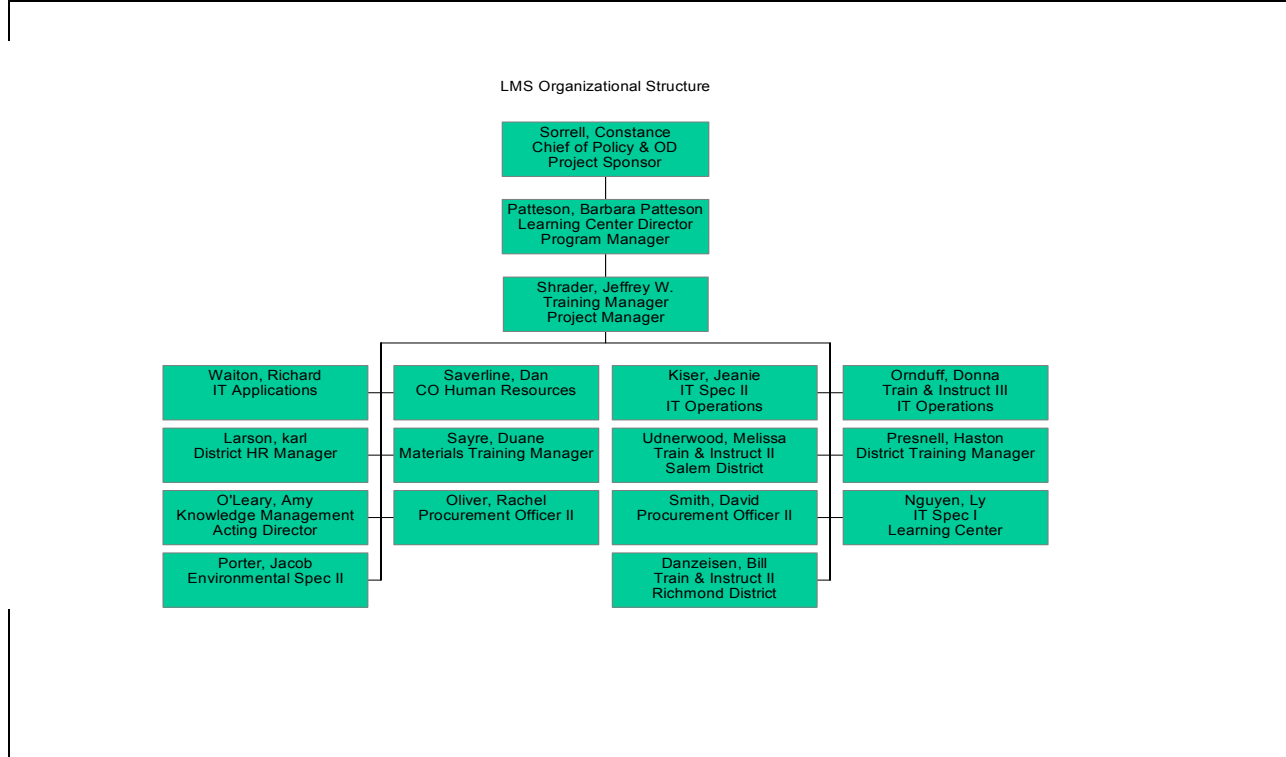 LMS Organizational Structure
Sorrell, Constance
Chief of Policy & OD
Project Sponsor
Patteson, Barbara Patteson
Learning Center Director
Program Manager
Shrader, Jeffrey W.
Training Manager
Project Manager
Waiton, Richard
IT Applications
Saverline, Dan
CO Human Resources
Kiser, Jeanie
IT Spec II
IT Operations
Ornduff, Donna
Train & Instruct III
IT Operations
Larson, karl
District HR Manager
Sayre, Duane
Materials Training Manager
Udnerwood, Melissa
Train & Instruct II
Salem District
Presnell, Haston
District Training Manager
O'Leary, Amy
Knowledge Management
Acting Director
Oliver, Rachel
Procurement Officer II
Smith, David
Procurement Officer II
Nguyen, Ly
IT Spec I
Learning Center
Porter, Jacob
Environmental Spec II
Danzeisen, Bill
Train & Instruct II
Richmond District